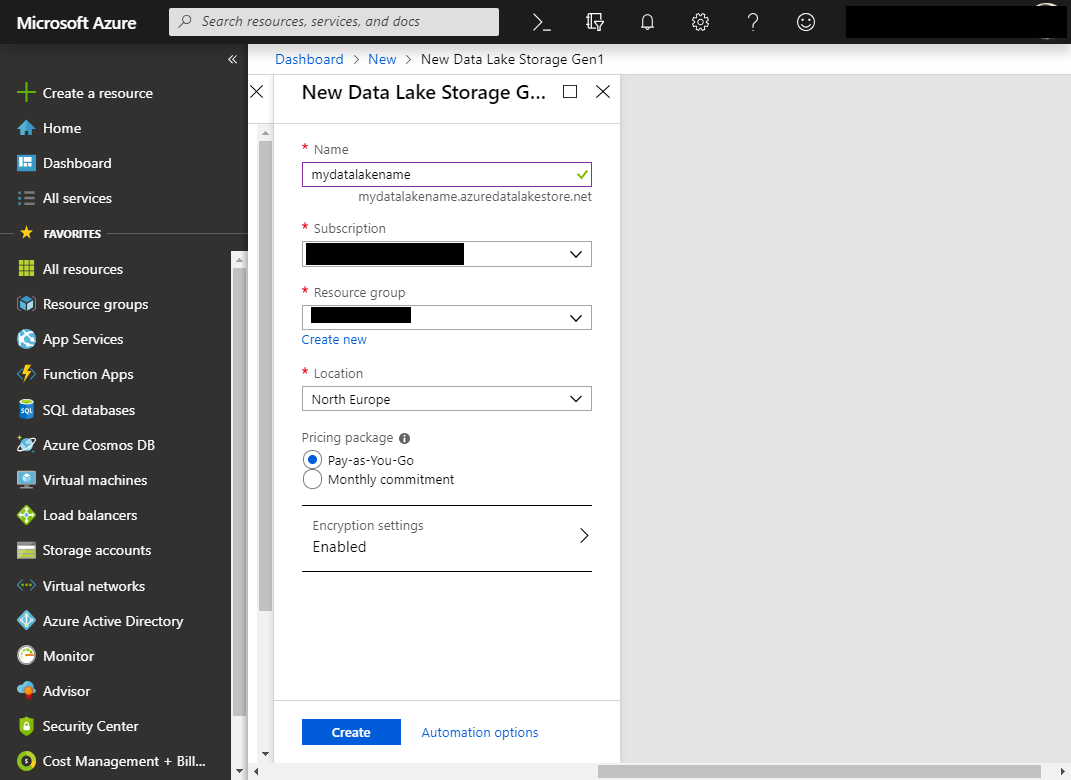 Microsoft Azure
Search resources, services, and docs
Dashboard > New > New Data Lake Storage Gen1
Create a resource
Home
Dashboard
All services
FAVORITES
All resources
Resource groups
App Services
Function Apps
SQL databases
Azure Cosmos DB
Virtual machines
Load balancers
Storage accounts
Virtual networks
Azure Active Directory
Monitor
Advisor
Security Center
Cost Management + Bill...
New Data Lake Storage G...
* Name
mydatalakename
mydatalakename.azuredatalakestore.net
* Subscription
* Resource group
Create new
* Location
North Europe
Pricing package
Pay-as-You-Go
Monthly commitment
Encryption settings
Enabled
Create
Automation options